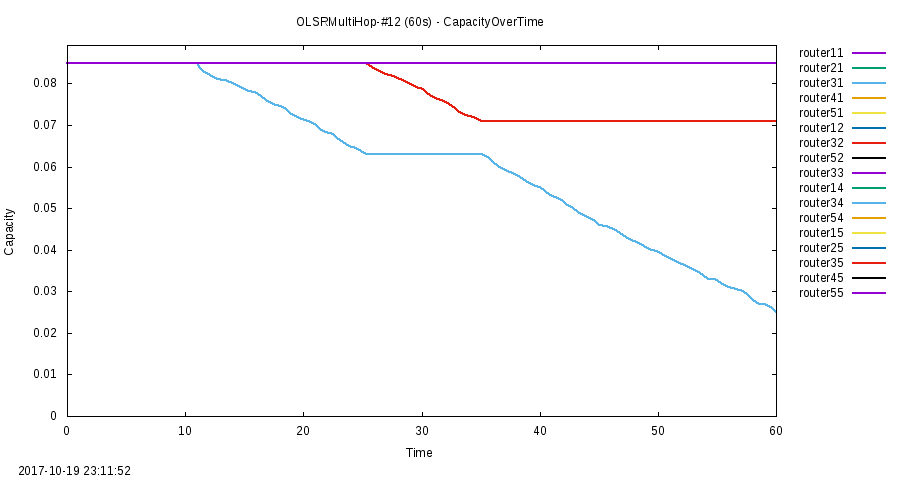 OLSRMultiHop-#12 (60s) - CapacityOverTime
router11
router21
router31
router41
router51
router12
router32
router52
router33
router14
router34
router54
router15
router25
router35
router45
router55
Capacity
0.08
0.07
0.06
0.05
0.04
0.03
0.02
0.01
0
0 10 20 30 40 50 60
Time
2017-10-19 23:11:52